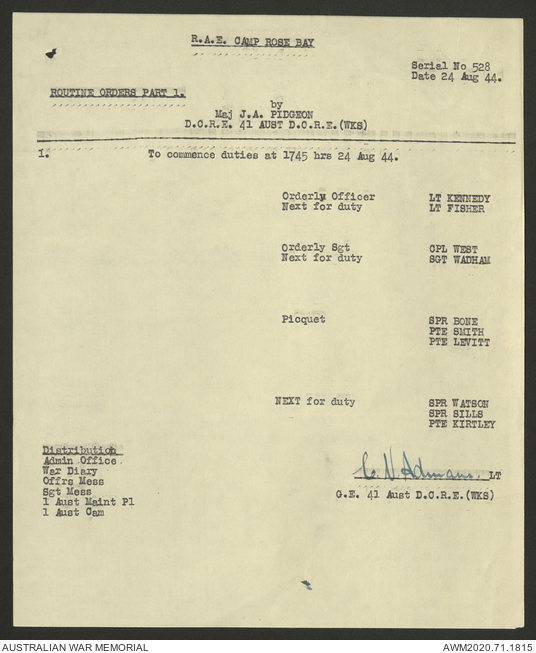 R.A.E. CAMP ROSE BAY
Serial No 528
Date 24 Aug 44.
ROUTINE ORDERS PART 1.
by
Maj J.A. PIDGEON
D.C.R.E. 41 AUST D.C.R.E.(WKS)
1. To commence duties at 1745 hrs 24 Aug 44.
Orderly Officer LT KENNEDY
Next for duty LT FISHER
Orderly Sgt CPL WEST
Next for duty SGT WADHAM
Picquet SPR BONE
PTE SMITH
PTE LEVITT
NEXT for duty SPR WATSON
SPR SILLS
PTE KIRTLEY
Distribution
Admin Office
War Diary
Offrs Mess
Sgt Mess
1 Aust Maint Pl
1 Aust Cam
LT
G.E. 41 Aust D.C.R.E.(WKS)
AUSTRALIAN WAR MEMORIAL AWM2020.71.1815